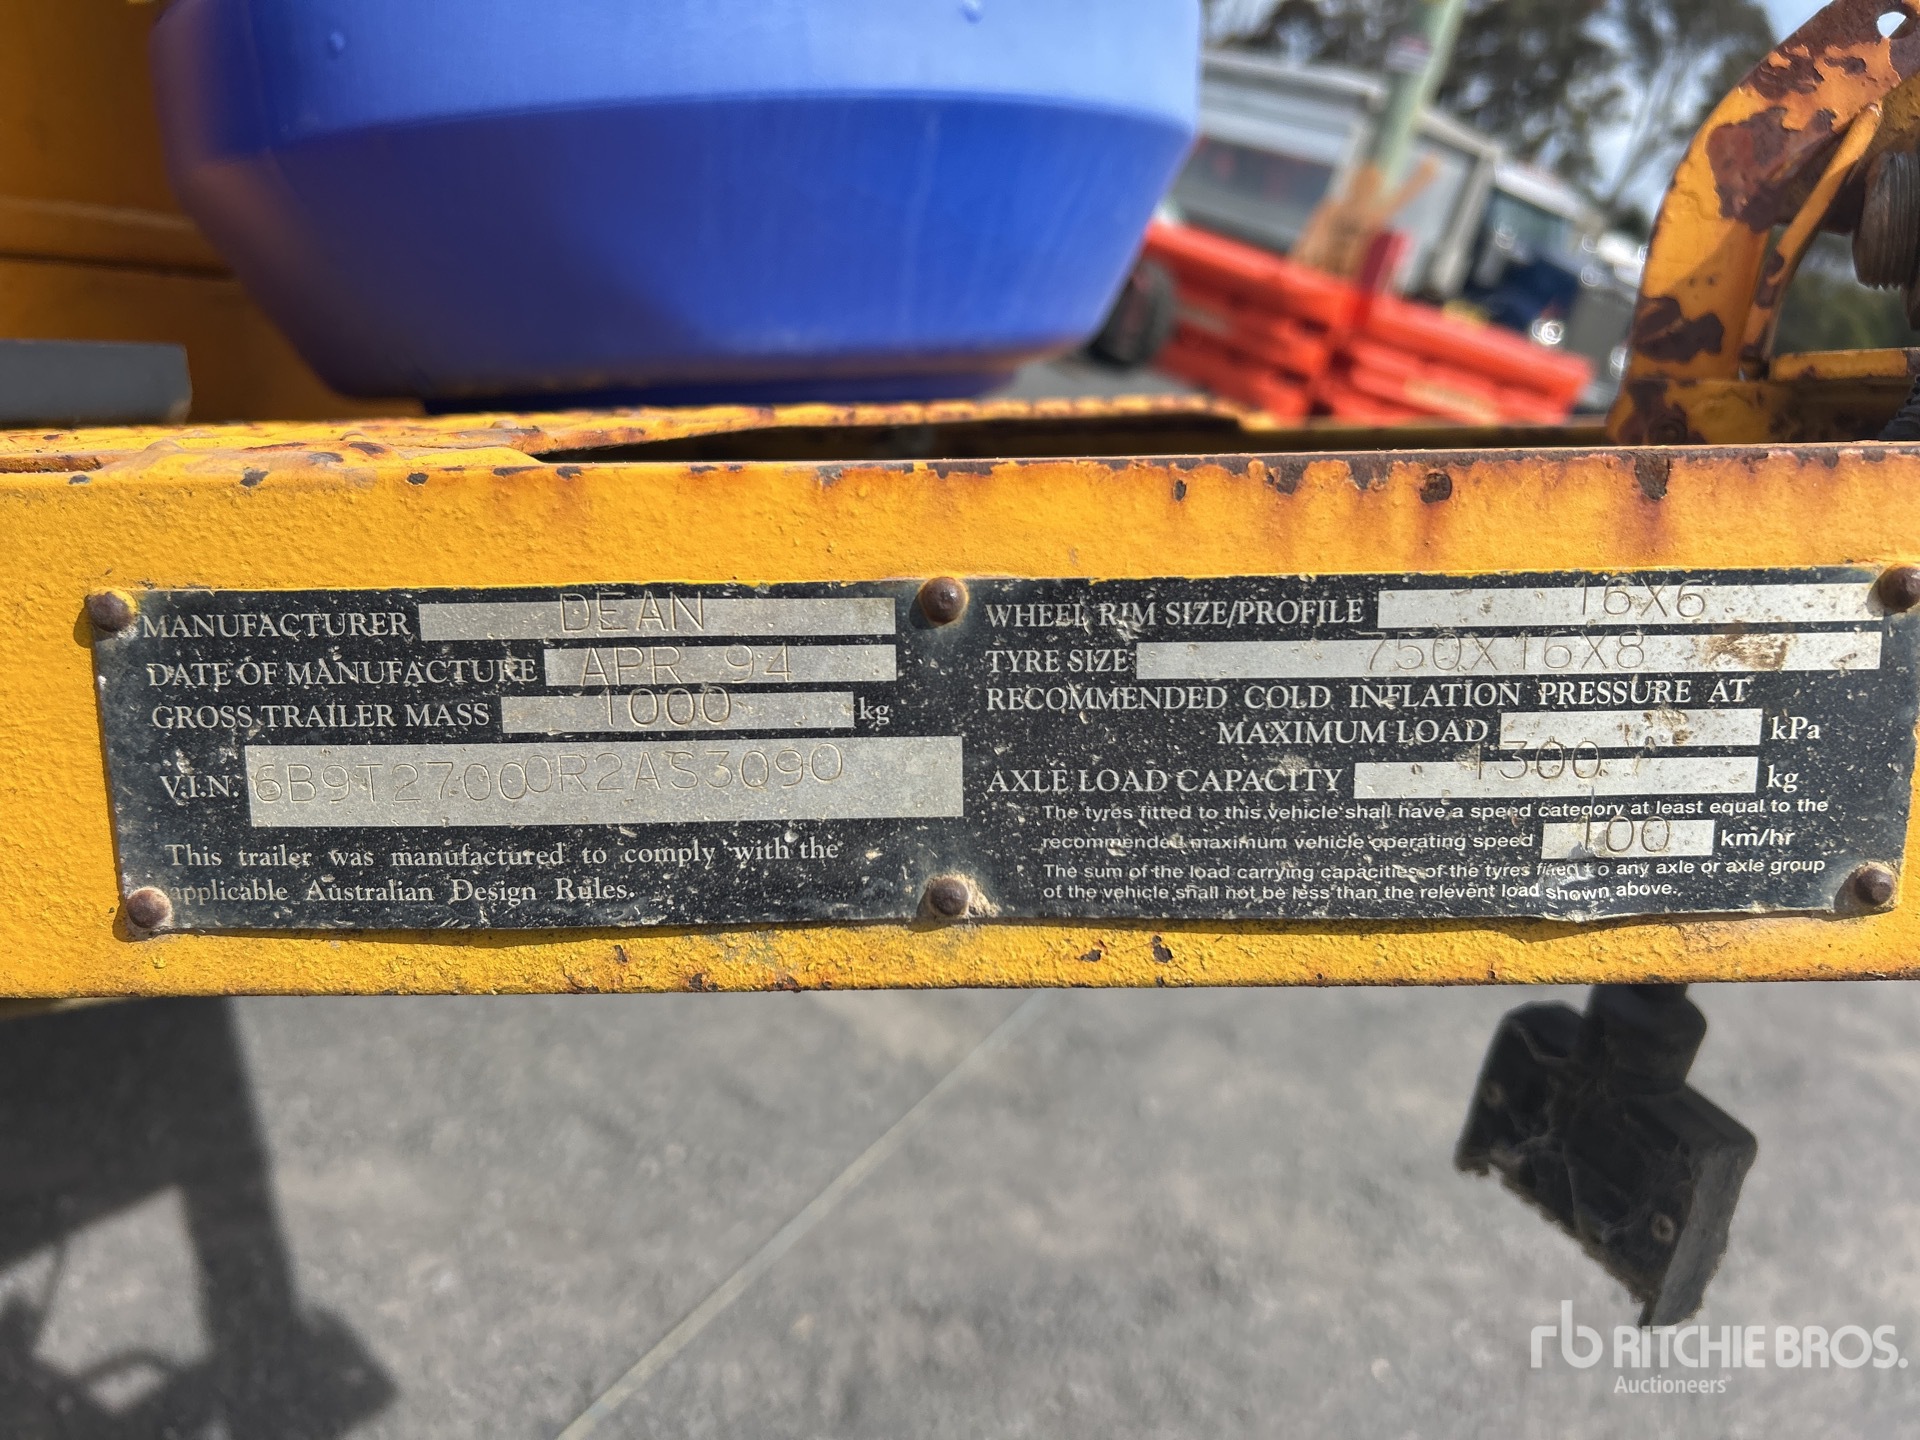 MANUFACTURER DEAN
DATE OF MANUFACTURE APR 94
GROSS TRAILER MASS 1000 kg
V.I.N. 6B9T27000R2AS3090
This trailer was manufactured to comply with the
applicable Australian Design Rules.
WHEEL RIM SIZE/PROFILE 16X6
TYRE SIZE 750X16X8
RECOMMENDED COLD INFLATION PRESSURE AT
MAXIMUM LOAD kPa
AXLE LOAD CAPACITY 1300 kg
The tyres fitted to this vehicle shall have a speed category at least equal to the
recommended maximum vehicle operating speed 100 km/hr
The sum of the load carrying capacities of the tyres fitted to any axle or axle group
of the vehicle shall not be less than the relevent load shown above.
rb RITCHIE BROS.
Auctioneers